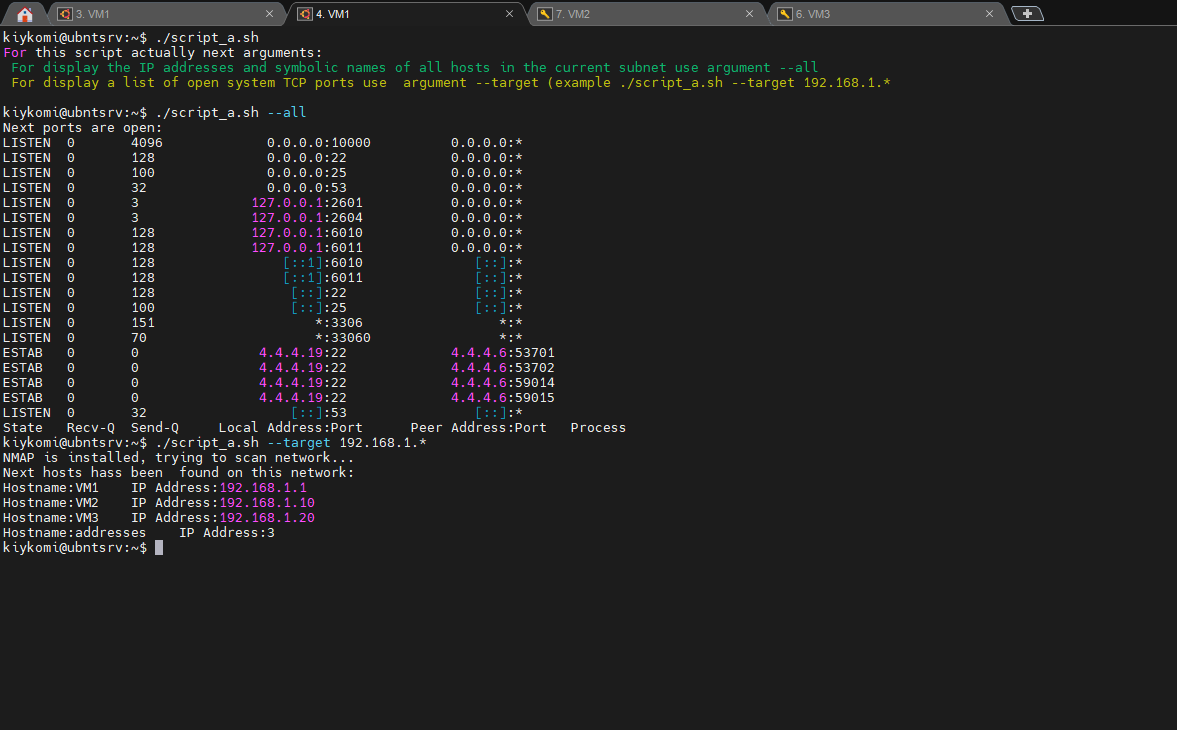 3. VM1
4. VM1
7. VM2
6. VM3
kiykomi@ubntsrv:~$ ./script_a.sh
For this script actually next arguments:
 For display the IP addresses and symbolic names of all hosts in the current subnet use argument --all
 For display a list of open system TCP ports use  argument --target (example ./script_a.sh --target 192.168.1.*
kiykomi@ubntsrv:~$ ./script_a.sh --all
Next ports are open:
LISTEN  0       4096             0.0.0.0:10000          0.0.0.0:*
LISTEN  0       128              0.0.0.0:22             0.0.0.0:*
LISTEN  0       100              0.0.0.0:25             0.0.0.0:*
LISTEN  0       32               0.0.0.0:53             0.0.0.0:*
LISTEN  0       3              127.0.0.1:2601           0.0.0.0:*
LISTEN  0       3              127.0.0.1:2604           0.0.0.0:*
LISTEN  0       128            127.0.0.1:6010           0.0.0.0:*
LISTEN  0       128            127.0.0.1:6011           0.0.0.0:*
LISTEN  0       128                [::1]:6010              [::]:*
LISTEN  0       128                [::1]:6011              [::]:*
LISTEN  0       128                 [::]:22                [::]:*
LISTEN  0       100                 [::]:25                [::]:*
LISTEN  0       151                    *:3306                 *:*
LISTEN  0       70                     *:33060                *:*
ESTAB   0       0               4.4.4.19:22             4.4.4.6:53701
ESTAB   0       0               4.4.4.19:22             4.4.4.6:53702
ESTAB   0       0               4.4.4.19:22             4.4.4.6:59014
ESTAB   0       0               4.4.4.19:22             4.4.4.6:59015
LISTEN  0       32                  [::]:53                [::]:*
State   Recv-Q  Send-Q     Local Address:Port      Peer Address:Port   Process
kiykomi@ubntsrv:~$ ./script_a.sh --target 192.168.1.*
NMAP is installed, trying to scan network...
Next hosts hass been  found on this network:
Hostname:VM1    IP Address:192.168.1.1
Hostname:VM2    IP Address:192.168.1.10
Hostname:VM3    IP Address:192.168.1.20
Hostname:addresses    IP Address:3
kiykomi@ubntsrv:~$